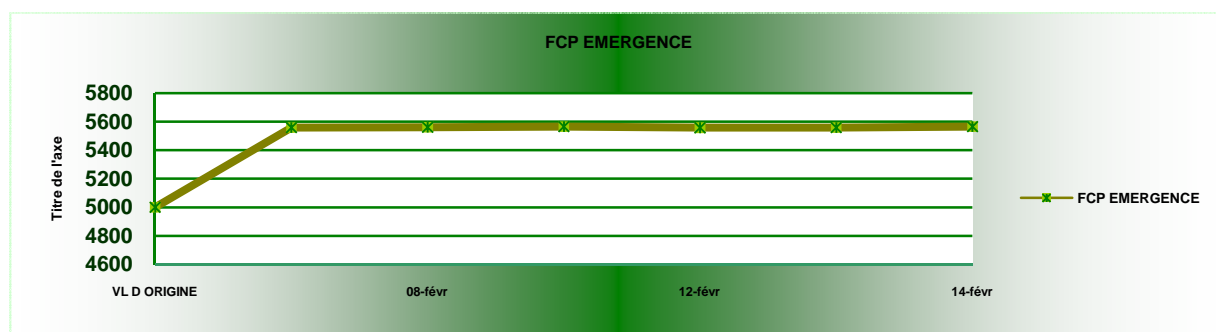 FCP EMERGENCE
5800
5600
5400
5200
5000
4800
4600
Titre de l'axe
VL D ORIGINE
08-févr
12-févr
14-févr
FCP EMERGENCE